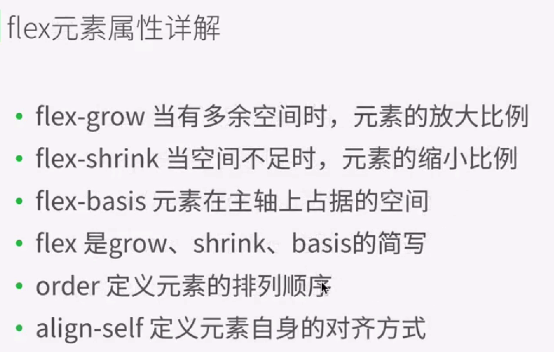 flex元素属性详解
• flex-grow 当有多余空间时，元素的放大比例
• flex-shrink 当空间不足时，元素的缩小比例
• flex-basis 元素在主轴上占据的空间
• flex 是grow、shrink、basis的简写
• order 定义元素的排列顺序
• align-self 定义元素自身的对齐方式